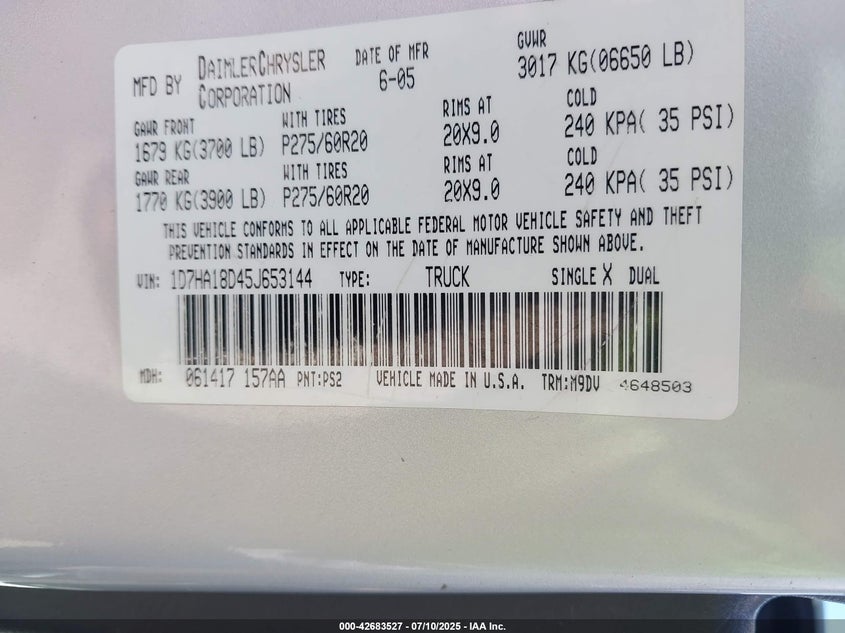 MFD BY DAIMLERCHRYSLER CORPORATION DATE OF MFR 6-05 GVWR 3017 KG(06650 LB)
GAWR FRONT WITH TIRES RIMS AT COLD
1679 KG(3700 LB) P275/60R20 20X9.0 240 KPA( 35 PSI)
GAWR REAR WITH TIRES RIMS AT COLD
1770 KG(3900 LB) P275/60R20 20X9.0 240 KPA( 35 PSI)
THIS VEHICLE CONFORMS TO ALL APPLICABLE FEDERAL MOTOR VEHICLE SAFETY AND THEFT
PREVENTION STANDARDS IN EFFECT ON THE DATE OF MANUFACTURE SHOWN ABOVE.
VIN: 1D7HA18D45J653144 TYPE: TRUCK SINGLE X DUAL
MDH: 061417 157AA PNT:PS2 VEHICLE MADE IN U.S.A. TRM:M9DV 4648503
000-42683527 - 07/10/2025 - IAA Inc.